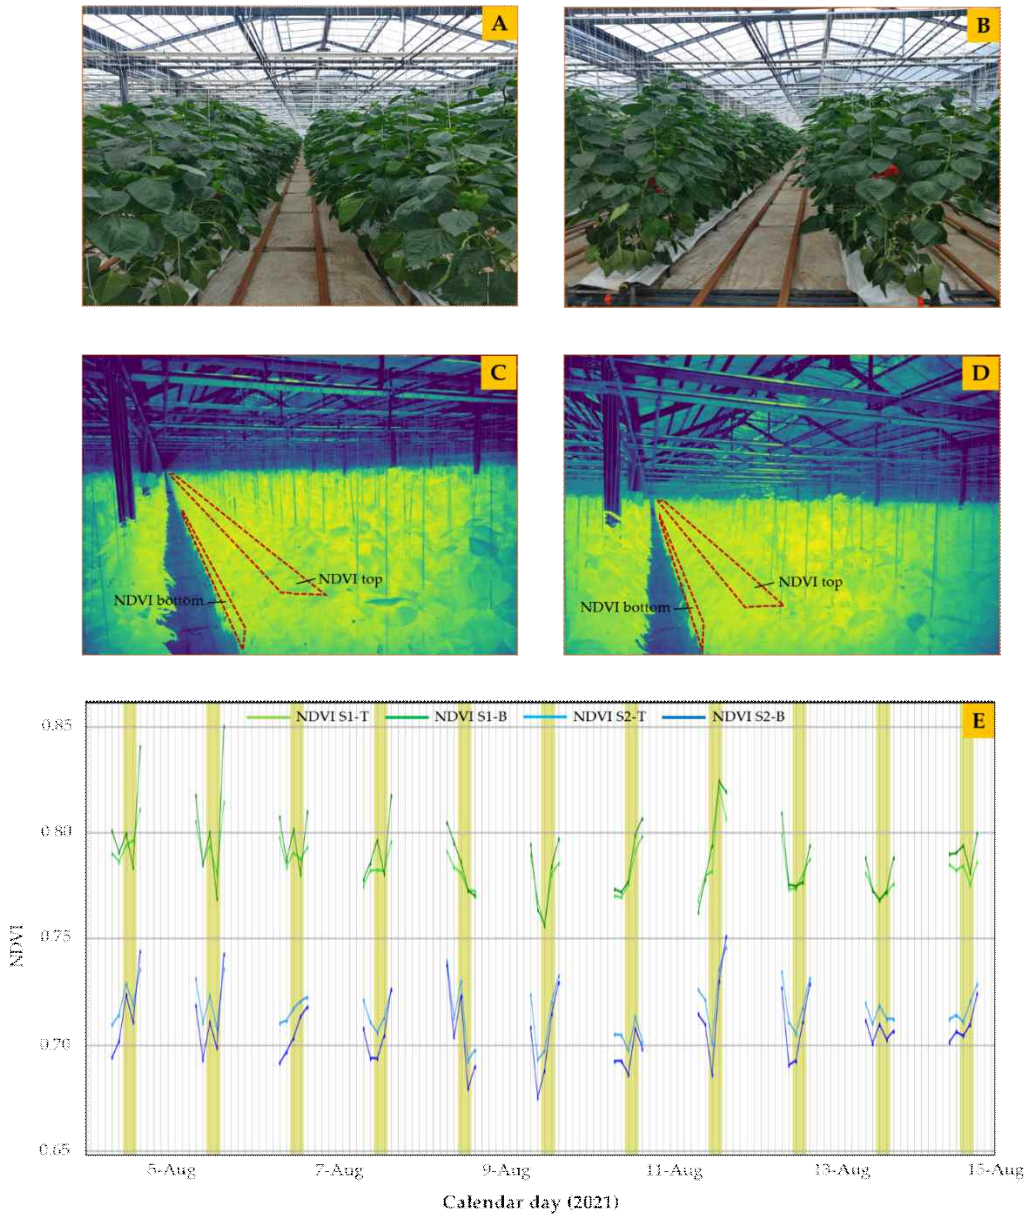 A
B
C
D
NDVI top
NDVI bottom
NDVI top
NDVI bottom
NDVI S1-T
NDVI S1-B
NDVI S2-T
NDVI S2-B
E
0.85
0.80
0.75
0.70
0.65
NDVI
5-Aug
7-Aug
9-Aug
11-Aug
13-Aug
15-Aug
Calendar day (2021)